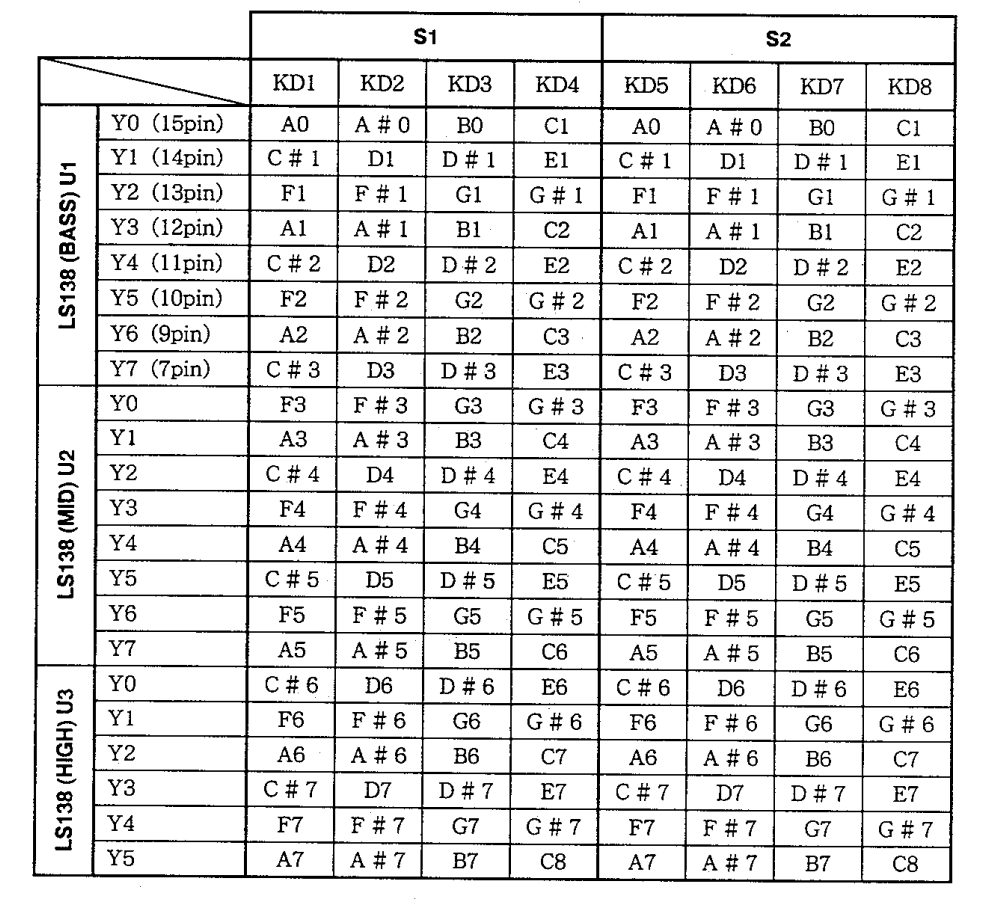 S1 S2
KD1 KD2 KD3 KD4 KD5 KD6 KD7 KD8
LS138 (BASS) U1
Y0 (15pin) A0 A # 0 B0 C1 A0 A # 0 B0 C1
Y1 (14pin) C # 1 D1 D # 1 E1 C # 1 D1 D # 1 E1
Y2 (13pin) F1 F # 1 G1 G # 1 F1 F # 1 G1 G # 1
Y3 (12pin) A1 A # 1 B1 C2 A1 A # 1 B1 C2
Y4 (11pin) C # 2 D2 D # 2 E2 C # 2 D2 D # 2 E2
Y5 (10pin) F2 F # 2 G2 G # 2 F2 F # 2 G2 G # 2
Y6 (9pin) A2 A # 2 B2 C3 A2 A # 2 B2 C3
Y7 (7pin) C # 3 D3 D # 3 E3 C # 3 D3 D # 3 E3
LS138 (MID) U2
Y0 F3 F # 3 G3 G # 3 F3 F # 3 G3 G # 3
Y1 A3 A # 3 B3 C4 A3 A # 3 B3 C4
Y2 C # 4 D4 D # 4 E4 C # 4 D4 D # 4 E4
Y3 F4 F # 4 G4 G # 4 F4 F # 4 G4 G # 4
Y4 A4 A # 4 B4 C5 A4 A # 4 B4 C5
Y5 C # 5 D5 D # 5 E5 C # 5 D5 D # 5 E5
Y6 F5 F # 5 G5 G # 5 F5 F # 5 G5 G # 5
Y7 A5 A # 5 B5 C6 A5 A # 5 B5 C6
LS138 (HIGH) U3
Y0 C # 6 D6 D # 6 E6 C # 6 D6 D # 6 E6
Y1 F6 F # 6 G6 G # 6 F6 F # 6 G6 G # 6
Y2 A6 A # 6 B6 C7 A6 A # 6 B6 C7
Y3 C # 7 D7 D # 7 E7 C # 7 D7 D # 7 E7
Y4 F7 F # 7 G7 G # 7 F7 F # 7 G7 G # 7
Y5 A7 A # 7 B7 C8 A7 A # 7 B7 C8